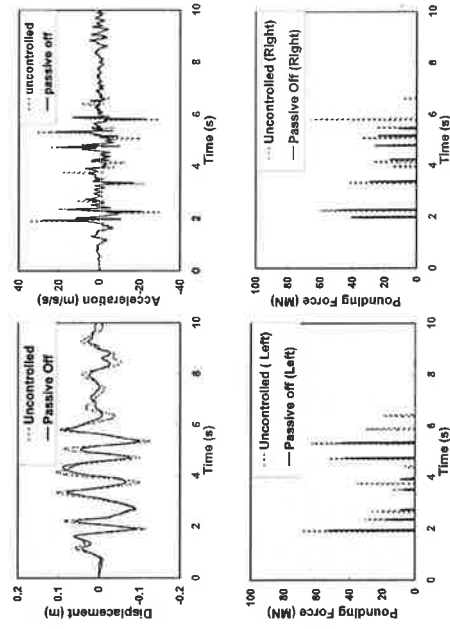 Displacement (m)
0.2
0.1
0
-0.1
-0.2
Uncontrolled
Passive Off
0 2 4 6 8 10
Time (s)
Acceleration (m/s/s)
40
20
0
-20
-40
uncontrolled
passive off
0 2 4 6 8 10
Time (s)
Pounding Force (MN)
100
80
60
40
20
0
Uncontrolled ( Left)
Passive off (Left)
0 2 4 6 8 10
Time (s)
Pounding Force (MN)
100
80
60
40
20
0
Uncontrolled (Right)
Passive Off (Right)
0 2 4 6 8 10
Time (s)